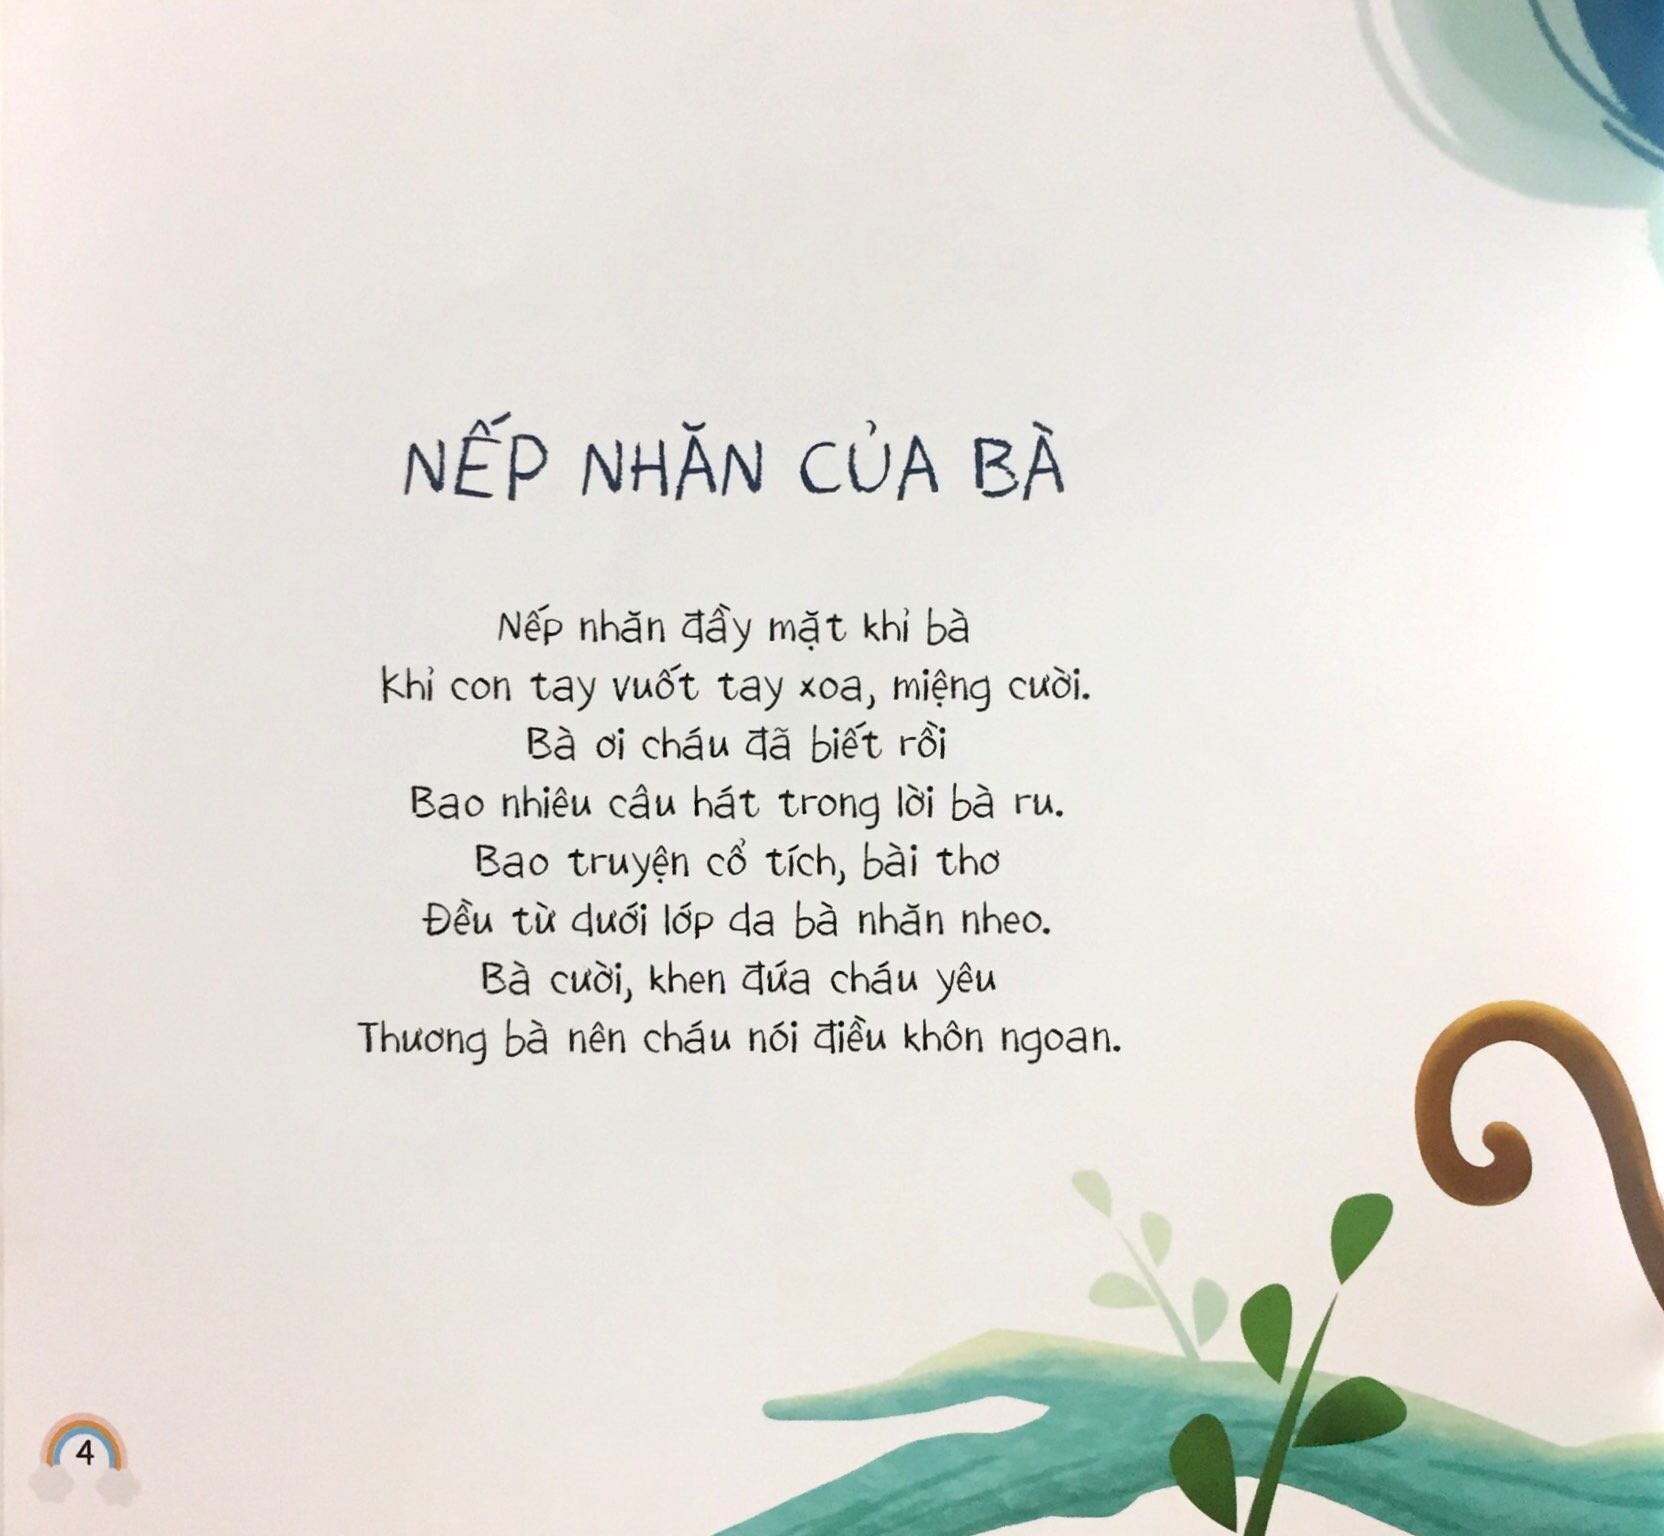 NẾP NHĂN CỦA BÀ
Nếp nhăn đầy mặt khỉ bà
Khỉ con tay vuốt tay xoa, miệng cười.
Bà ơi cháu đã biết rồi
Bao nhiêu câu hát trong lời bà ru.
Bao truyện cổ tích, bài thơ
Đều từ dưới lớp da bà nhăn nheo.
Bà cười, khen đứa cháu yêu
Thương bà nên cháu nói điều khôn ngoan.
4